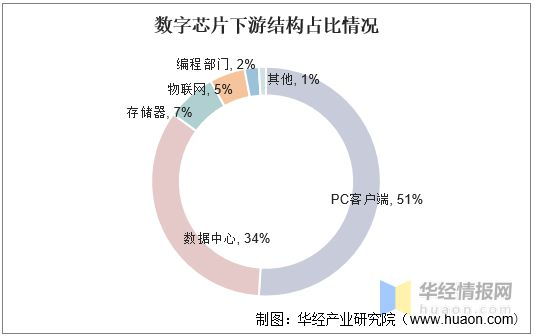 数字芯片下游结构占比情况
编程部门, 2%
其他, 1%
物联网, 5%
存储器, 7%
PC客户端, 51%
数据中心, 34%
华经情报网
huaon.com
制图：华经产业研究院（www.huaon.com）